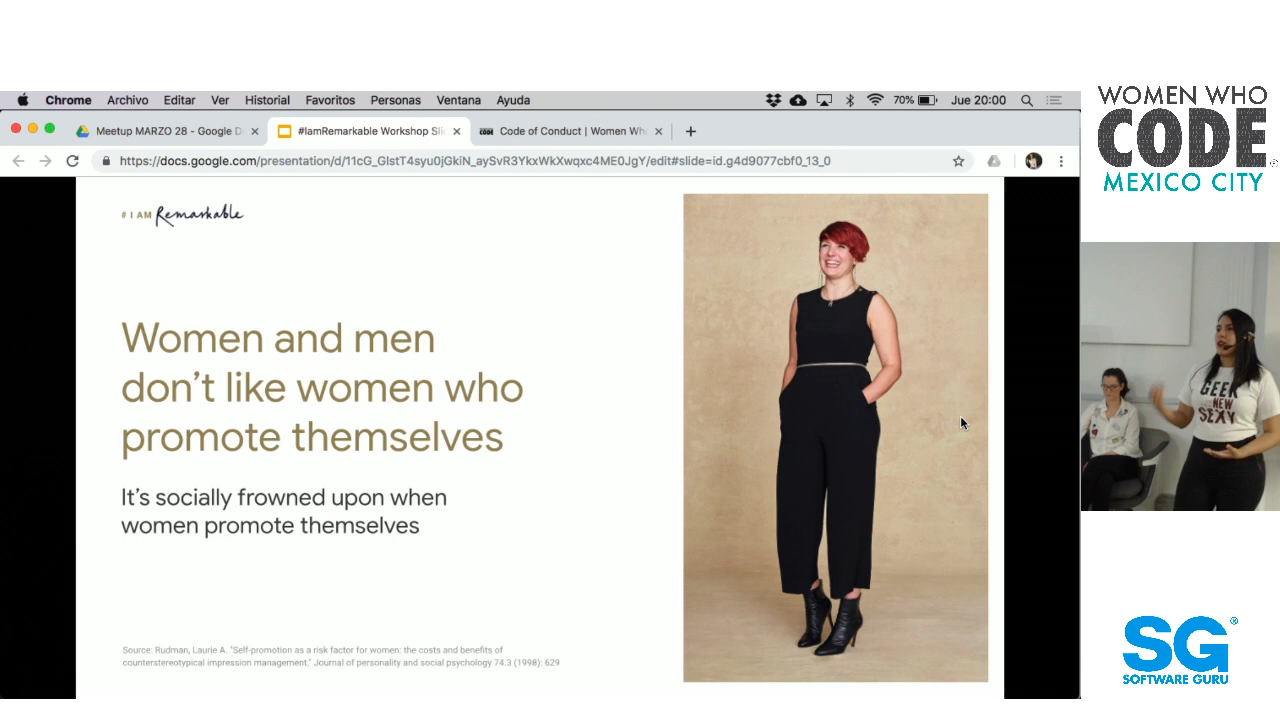 Chrome Archivo Editar Ver Historial Favoritos Personas Ventana Ayuda 70% Jue 20:00
Meetup MARZO 28 - Google D
#IamRemarkable Workshop Sli
Code of Conduct | Women Wh
https://docs.google.com/presentation/d/11cG_GlstT4syu0jGkiN_aySvR3YkxWkXwqxc4ME0JgY/edit#slide=id.g4d9077cbf0_13_0
# I AM Remarkable
Women and men
don't like women who
promote themselves
It's socially frowned upon when
women promote themselves
Source: Rudman, Laurie A. "Self-promotion as a risk factor for women: the costs and benefits of
counterstereotypical impression management." Journal of personality and social psychology 74.3 (1998): 629
WOMEN WHO
CODE®
MEXICO CITY
GEEK
NEW
SEXY
SG®
SOFTWARE GURU